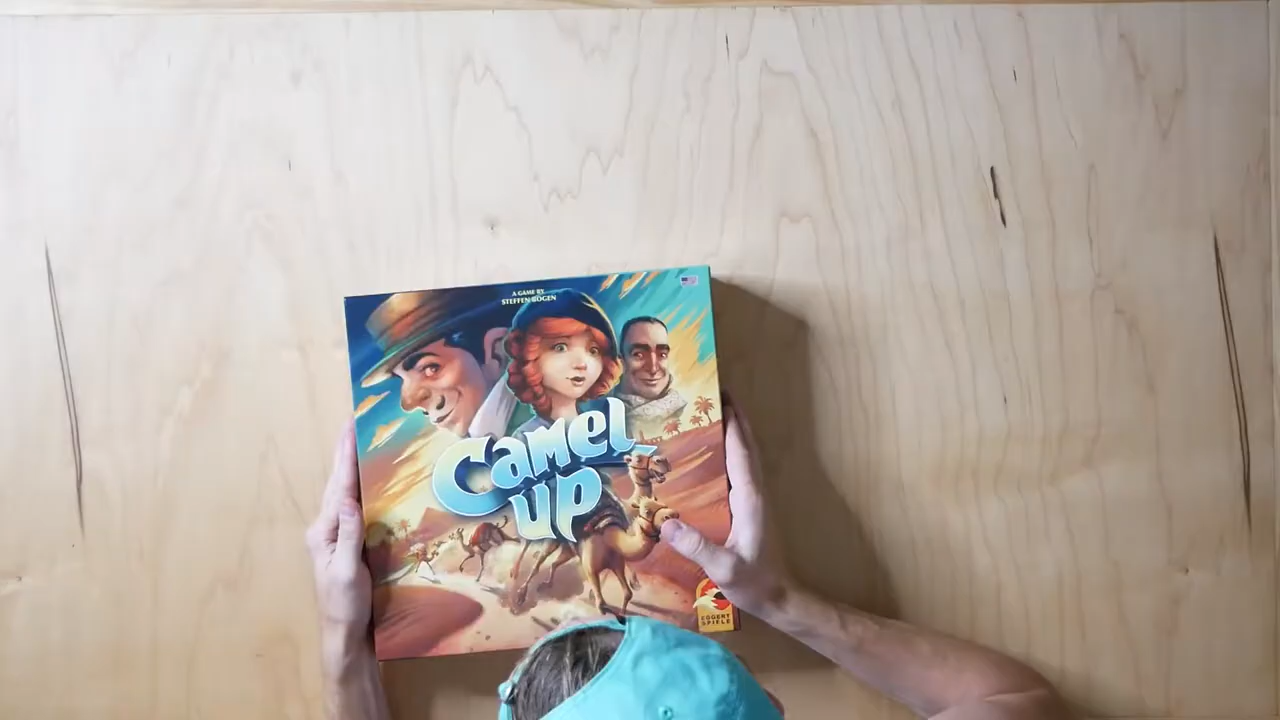 A GAME BY
STEFFEN BOGEN
Camel
up
EGGERT
SPIELE